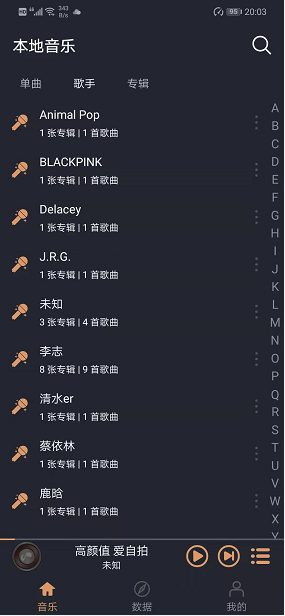 HD 4G 343 B/s 95 20:03
本地音乐
单曲 歌手 专辑
Animal Pop
1 张专辑 | 1 首歌曲
BLACKPINK
1 张专辑 | 1 首歌曲
Delacey
1 张专辑 | 1 首歌曲
J.R.G.
1 张专辑 | 1 首歌曲
未知
3 张专辑 | 4 首歌曲
李志
8 张专辑 | 9 首歌曲
清水er
1 张专辑 | 1 首歌曲
蔡依林
1 张专辑 | 1 首歌曲
鹿晗
1 张专辑 | 1 首歌曲
A
B
C
D
E
F
G
H
I
J
K
L
M
N
O
P
Q
R
S
T
U
V
W
X
高颜值 爱自拍
未知
音乐 数据 我的